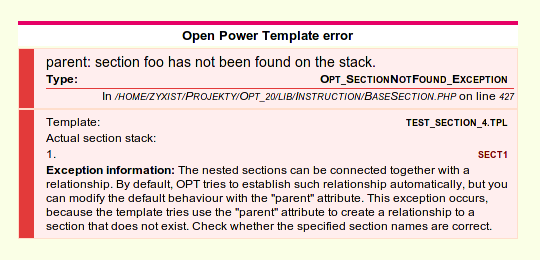 Open Power Template error
parent: section foo has not been found on the stack.
Type: OPT_SECTIONNOTFOUND_EXCEPTION
In /HOME/ZYXIST/PROJEKTY/OPT_20/LIB/INSTRUCTION/BASESECTION.PHP on line 427
Template: TEST_SECTION_4.TPL
Actual section stack:
1. SECT1
Exception information: The nested sections can be connected together with a
relationship. By default, OPT tries to establish such relationship automatically, but you
can modify the default behaviour with the "parent" attribute. This exception occurs,
because the template tries use the "parent" attribute to create a relationship to a
section that does not exist. Check whether the specified section names are correct.